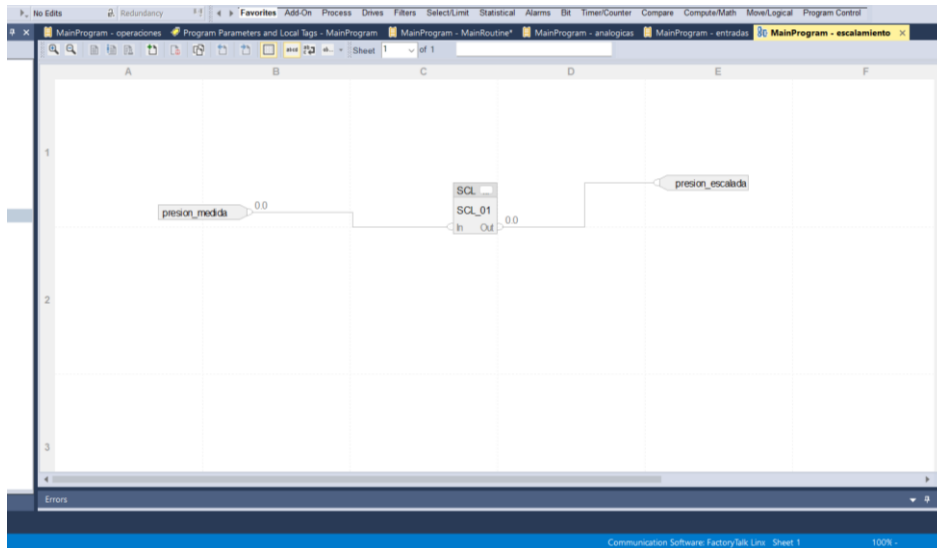 No Edits
Redundancy
Favorites Add-On Process Drives Filters Select/Limit Statistical Alarms Bit Timer/Counter Compare Compute/Math Move/Logical Program Control
MainProgram - operaciones
Program Parameters and Local Tags - MainProgram
MainProgram - MainRoutine*
MainProgram - analogicas
MainProgram - entradas
MainProgram - escalamiento
Sheet 1 of 1
A B C D E F
1
presion_escalada
SCL ...
0.0
SCL_01
presion_medida
0.0
In Out
2
3
Errors
Communication Software: FactoryTalk Linx Sheet 1 100%